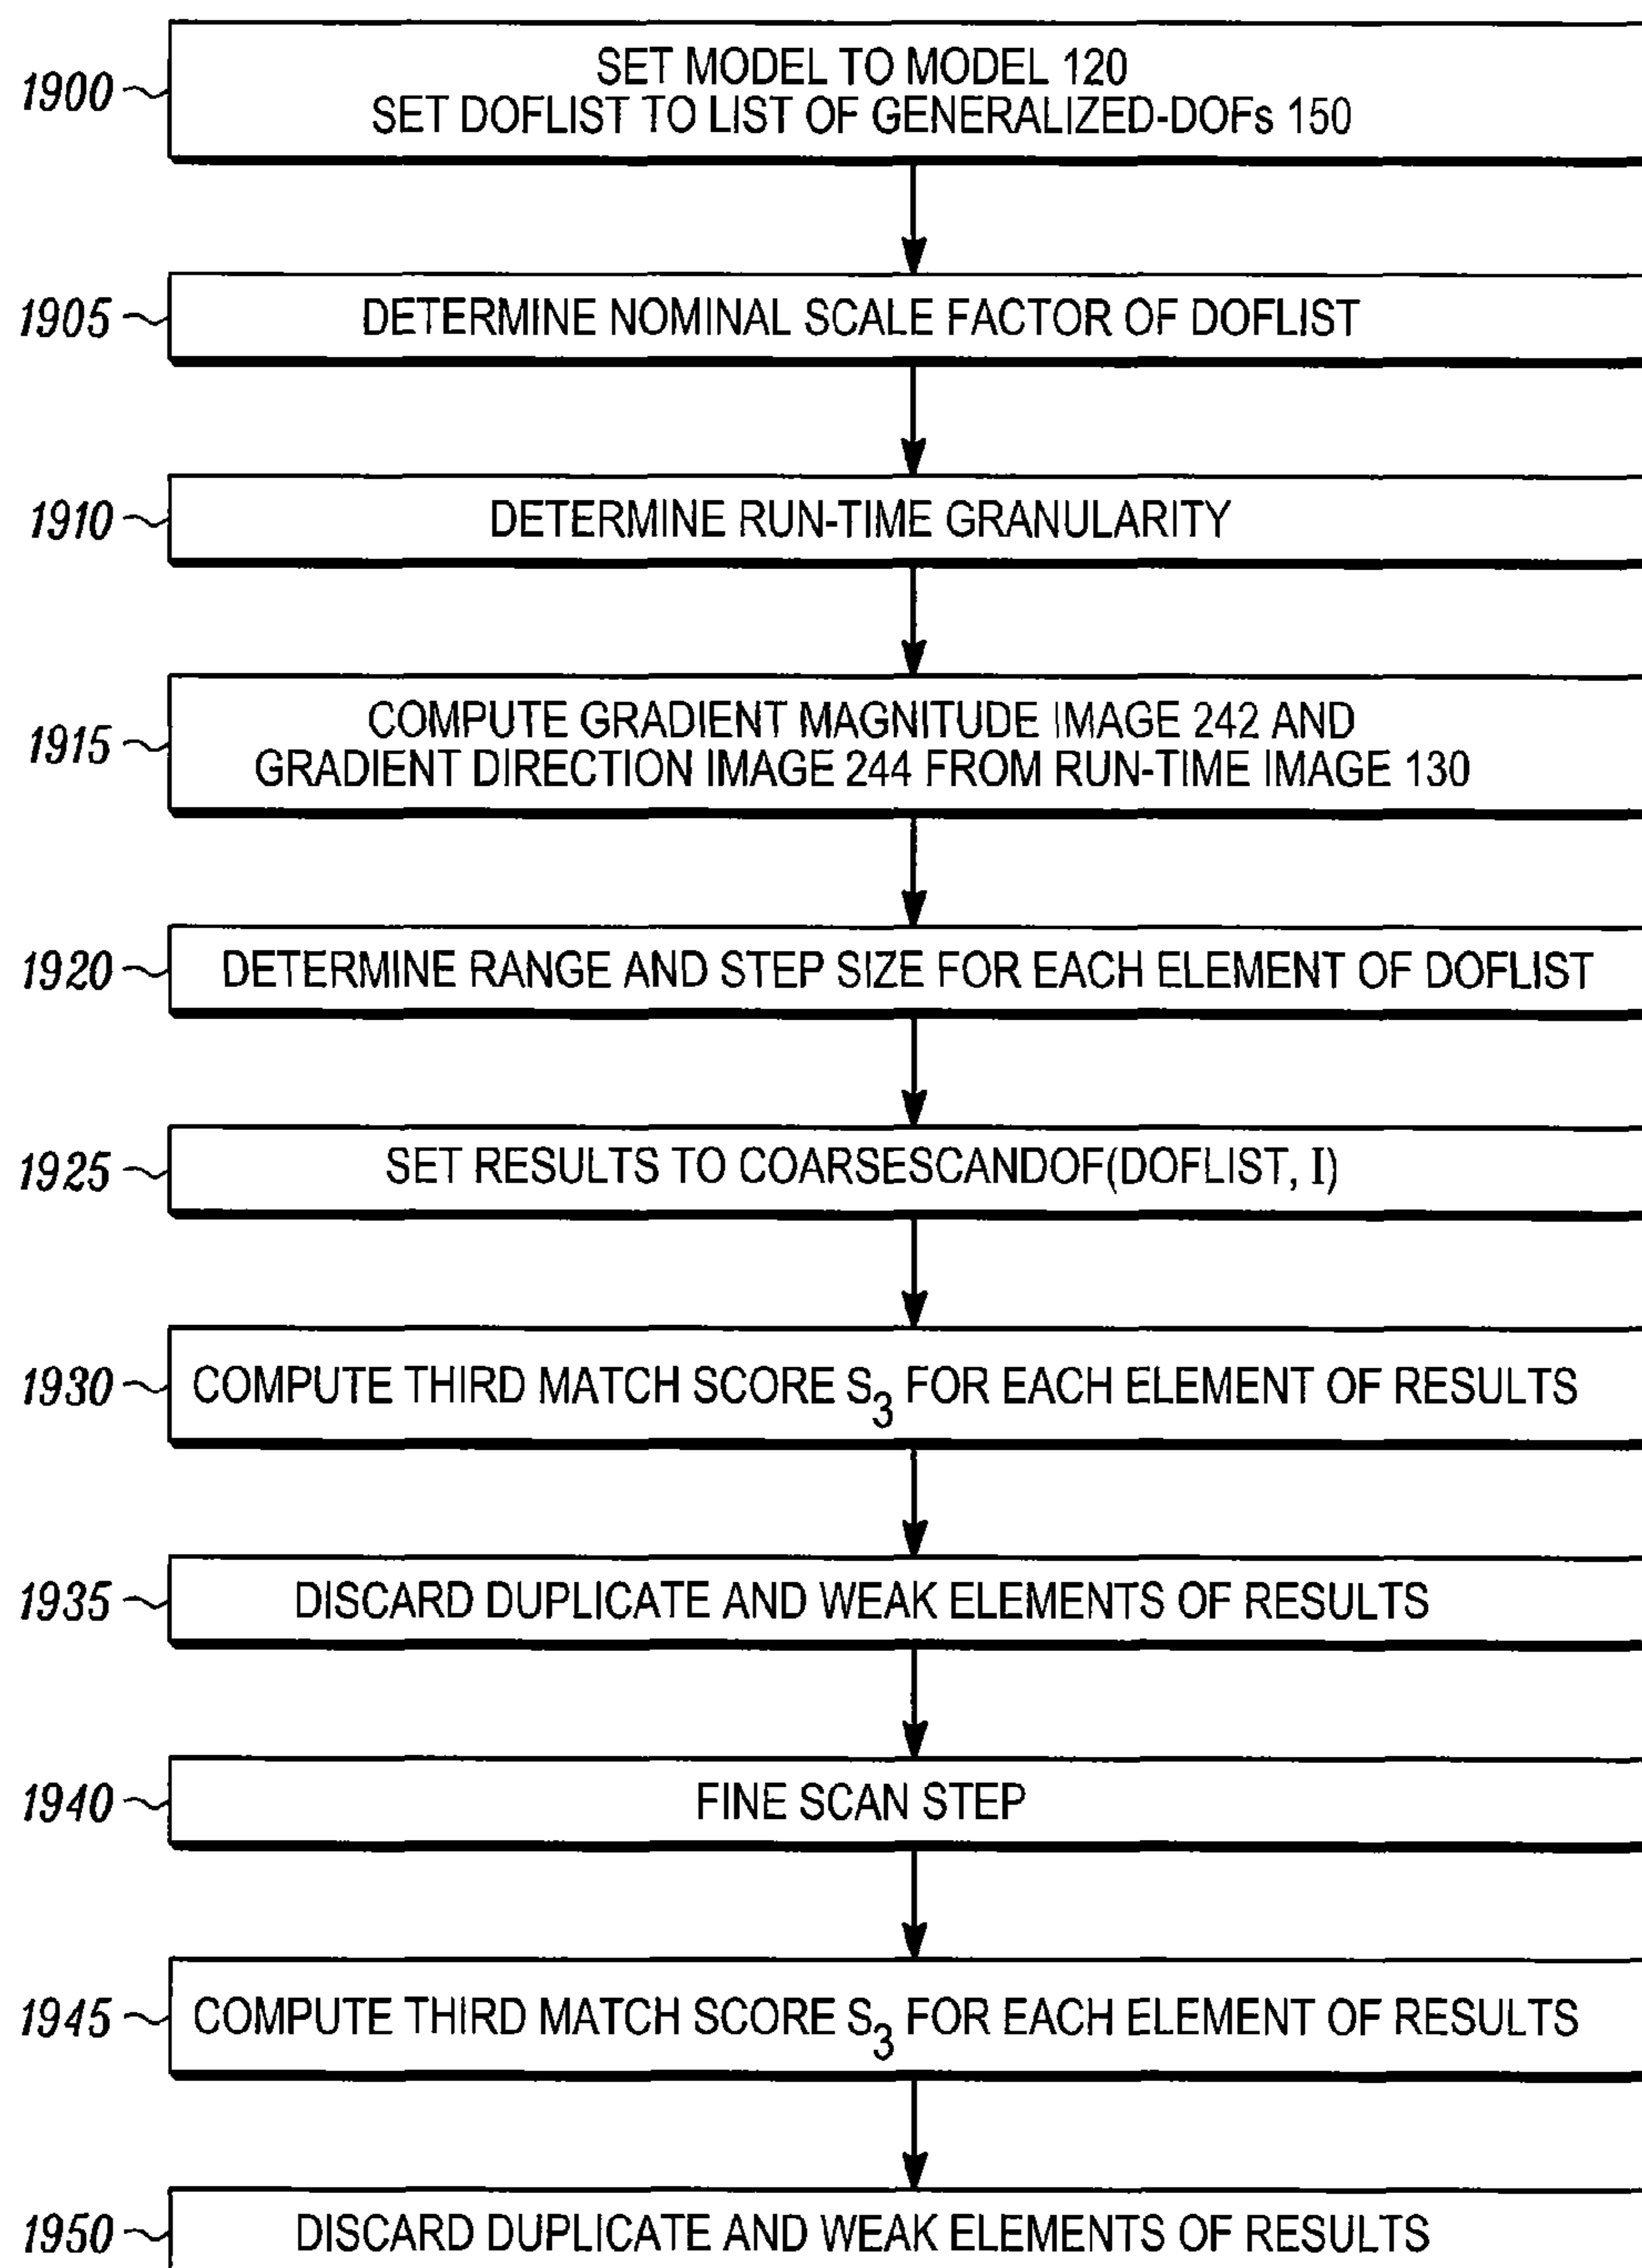 1900
SET MODEL TO MODEL 120
SET DOFLIST TO LIST OF GENERALIZED-DOFs 150
1905
DETERMINE NOMINAL SCALE FACTOR OF DOFLIST
1910
DETERMINE RUN-TIME GRANULARITY
1915
COMPUTE GRADIENT MAGNITUDE IMAGE 242 AND
GRADIENT DIRECTION IMAGE 244 FROM RUN-TIME IMAGE 130
1920
DETERMINE RANGE AND STEP SIZE FOR EACH ELEMENT OF DOFLIST
1925
SET RESULTS TO COARSESCANDOF(DOFLIST, I)
1930
COMPUTE THIRD MATCH SCORE S3 FOR EACH ELEMENT OF RESULTS
1935
DISCARD DUPLICATE AND WEAK ELEMENTS OF RESULTS
1940
FINE SCAN STEP
1945
COMPUTE THIRD MATCH SCORE S3 FOR EACH ELEMENT OF RESULTS
1950
DISCARD DUPLICATE AND WEAK ELEMENTS OF RESULTS